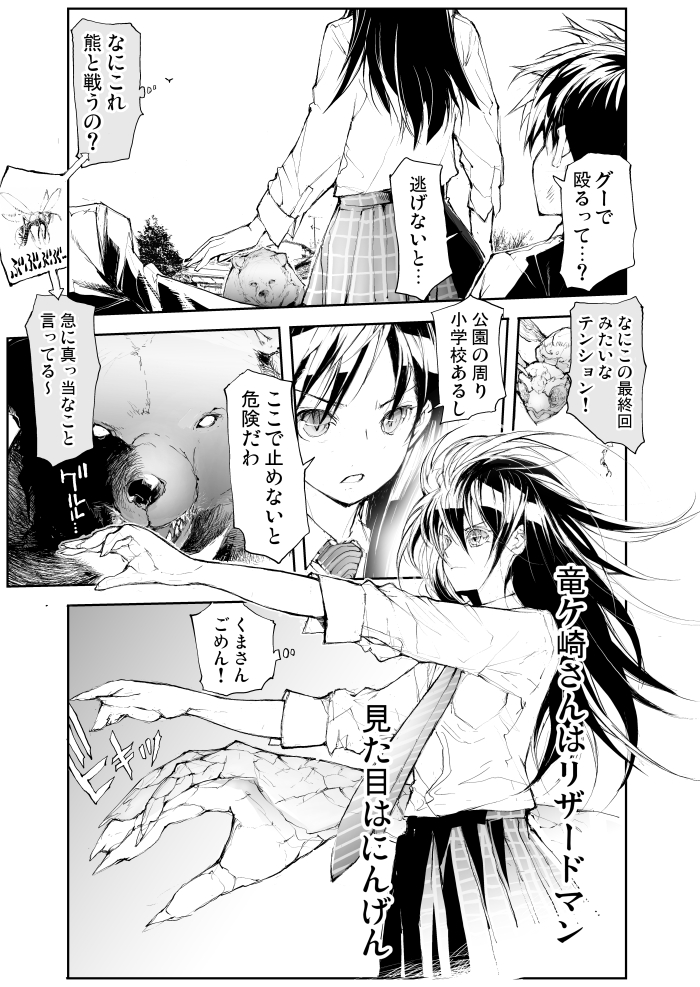 グーで
殴るって…?
逃げないと…
なにこれ
熊と戦うの?
ぷぷぷぷ…
なにこの最終回
みたいな
テンション!
公園の周り
小学校あるし
ここで止めないと
危険だわ
急に真っ当なこと
言ってる～
グルル…
くまさん
ごめん!
竜ケ崎さんはリザードマン
見た目はにんげん